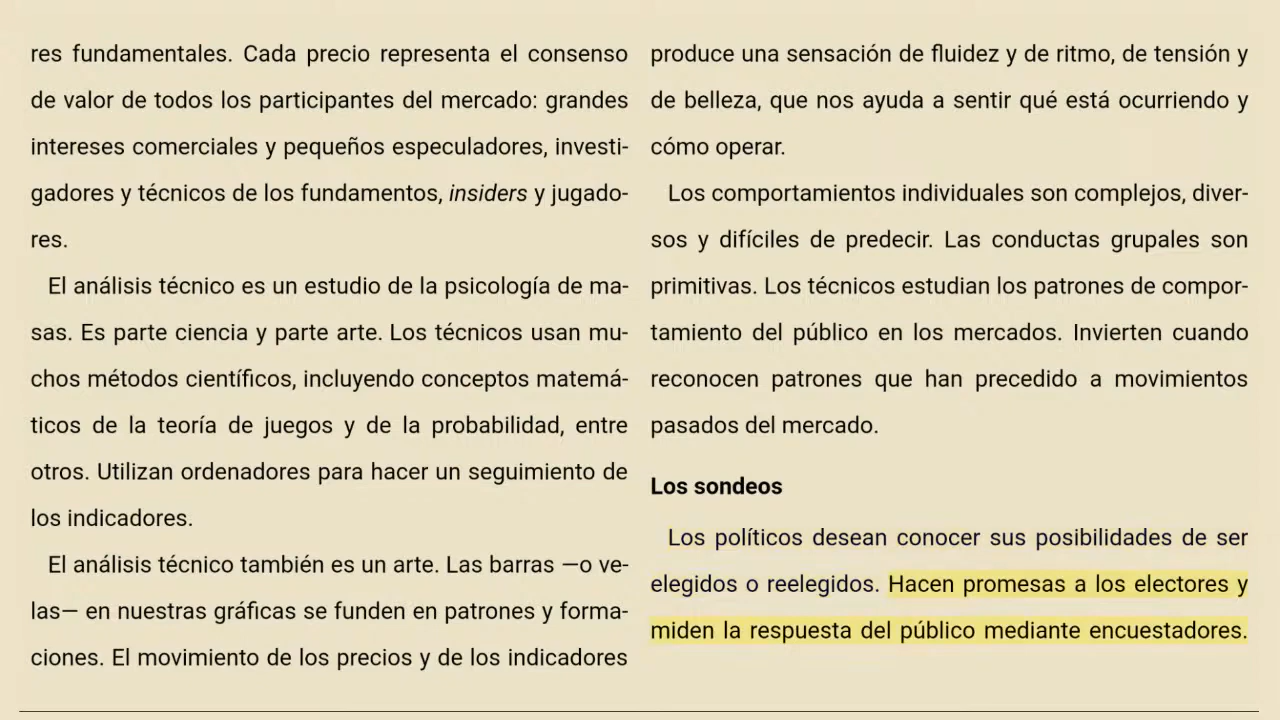 res fundamentales. Cada precio representa el consenso
de valor de todos los participantes del mercado: grandes
intereses comerciales y pequeños especuladores, investi-
gadores y técnicos de los fundamentos, insiders y jugado-
res.
El análisis técnico es un estudio de la psicología de ma-
sas. Es parte ciencia y parte arte. Los técnicos usan mu-
chos métodos científicos, incluyendo conceptos matemá-
ticos de la teoría de juegos y de la probabilidad, entre
otros. Utilizan ordenadores para hacer un seguimiento de
los indicadores.
El análisis técnico también es un arte. Las barras —o ve-
las— en nuestras gráficas se funden en patrones y forma-
ciones. El movimiento de los precios y de los indicadores
produce una sensación de fluidez y de ritmo, de tensión y
de belleza, que nos ayuda a sentir qué está ocurriendo y
cómo operar.
Los comportamientos individuales son complejos, diver-
sos y difíciles de predecir. Las conductas grupales son
primitivas. Los técnicos estudian los patrones de compor-
tamiento del público en los mercados. Invierten cuando
reconocen patrones que han precedido a movimientos
pasados del mercado.
Los sondeos
Los políticos desean conocer sus posibilidades de ser
elegidos o reelegidos. Hacen promesas a los electores y
miden la respuesta del público mediante encuestadores.